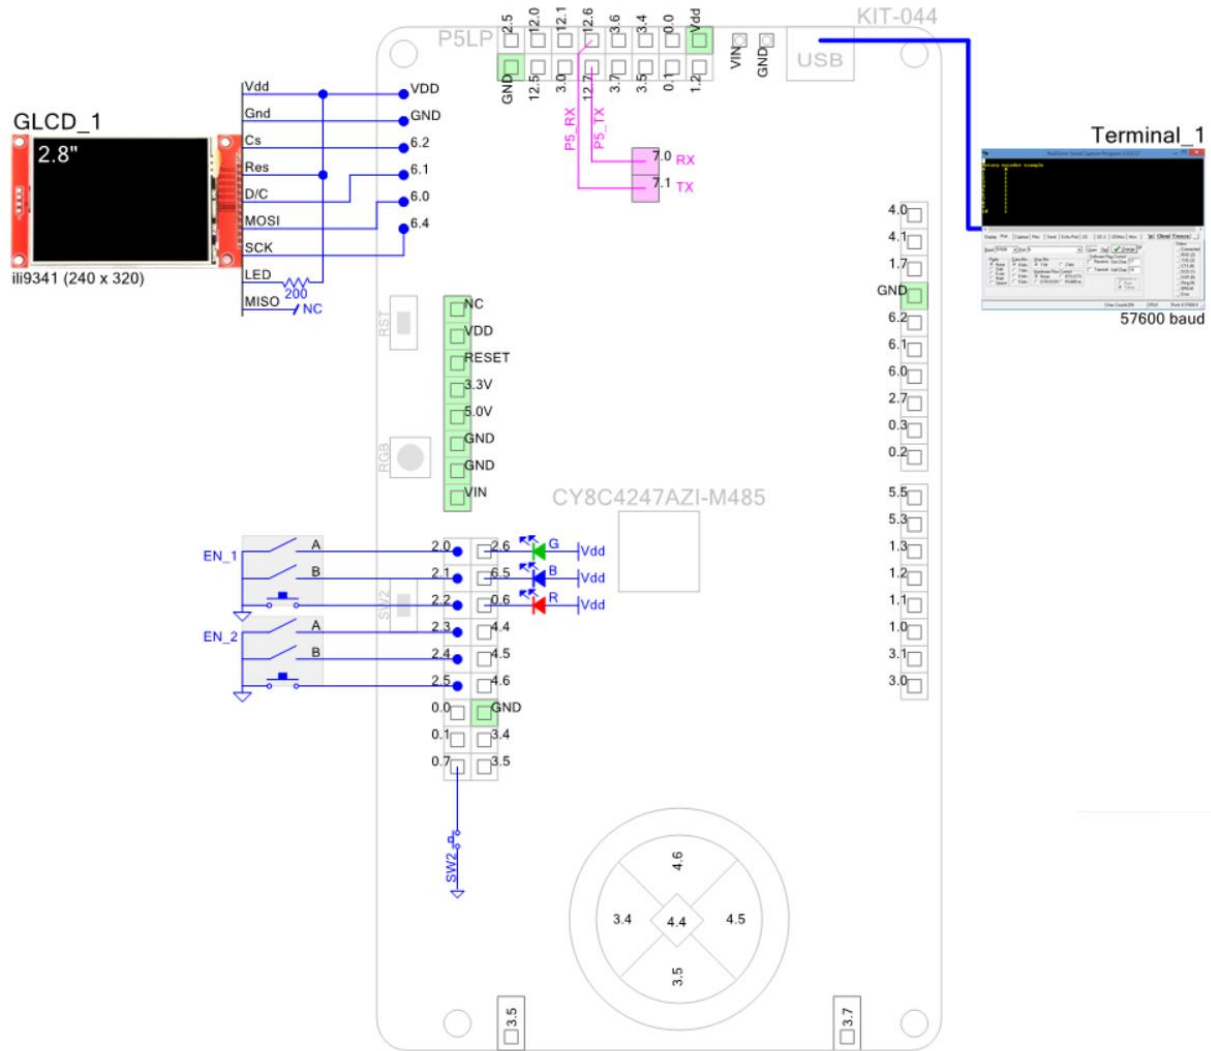 KIT-044
P5LP
2.5
12.0
12.1
12.6
3.6
3.4
0.0
Vdd
GND
12.5
3.0
12.7
3.7
3.5
0.1
1.2
VIN
GND
USB
P5_RX
P5_TX
7.0 RX
7.1 TX
GLCD_1
2.8"
ili9341 (240 x 320)
Vdd
Gnd
Cs
Res
D/C
MOSI
SCK
LED
200
MISO
NC
VDD
GND
6.2
6.1
6.0
6.4
Terminal_1
57600 baud
RST
RGB
NC
VDD
RESET
3.3V
5.0V
GND
GND
VIN
4.0
4.1
1.7
GND
6.2
6.1
6.0
2.7
0.3
0.2
5.5
5.3
1.3
1.2
1.1
1.0
3.1
3.0
CY8C4247AZI-M485
EN_1
A
B
EN_2
A
B
SW2
2.0 2.6 G Vdd
2.1 6.5 B Vdd
2.2 0.6 R Vdd
2.3 4.4
2.4 4.5
2.5 4.6
0.0 GND
0.1 3.4
0.7 3.5
SW2
4.6
3.4 4.4 4.5
3.5
3.5
3.7